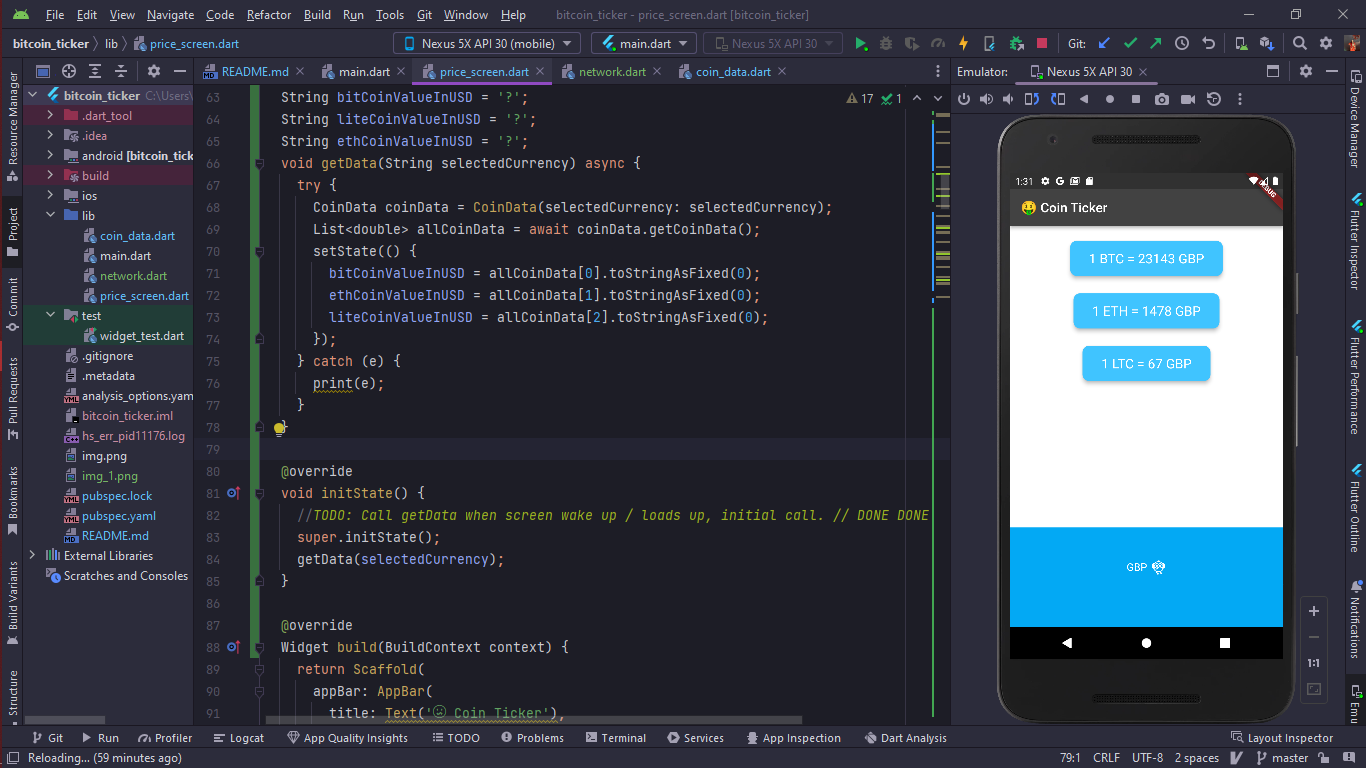 File Edit View Navigate Code Refactor Build Run Tools Git Window Help bitcoin_ticker - price_screen.dart [bitcoin_ticker]
bitcoin_ticker lib price_screen.dart Nexus 5X API 30 (mobile) main.dart Nexus 5X API 30 Git:
Resource Manager
Project
Commit
Pull Requests
Bookmarks
Build Variants
Structure
bitcoin_ticker C:\Users\
.dart_tool
.idea
android [bitcoin_tick
build
ios
lib
coin_data.dart
main.dart
network.dart
price_screen.dart
test
widget_test.dart
.gitignore
.metadata
analysis_options.yam
bitcoin_ticker.iml
hs_err_pid11176.log
img.png
img_1.png
pubspec.lock
pubspec.yaml
README.md
External Libraries
Scratches and Consoles
README.md main.dart price_screen.dart network.dart coin_data.dart
17 1
63 String bitCoinValueInUSD = '?';
64 String liteCoinValueInUSD = '?';
65 String ethCoinValueInUSD = '?';
66 void getData(String selectedCurrency) async {
67 try {
68 CoinData coinData = CoinData(selectedCurrency: selectedCurrency);
69 List<double> allCoinData = await coinData.getCoinData();
70 setState(() {
71 bitCoinValueInUSD = allCoinData[0].toStringAsFixed(0);
72 ethCoinValueInUSD = allCoinData[1].toStringAsFixed(0);
73 liteCoinValueInUSD = allCoinData[2].toStringAsFixed(0);
74 });
75 } catch (e) {
76 print(e);
77 }
78 }
79
80 @override
81 void initState() {
82 //TODO: Call getData when screen wake up / loads up, initial call. // DONE DONE
83 super.initState();
84 getData(selectedCurrency);
85 }
86
87 @override
88 Widget build(BuildContext context) {
89 return Scaffold(
90 appBar: AppBar(
91 title: Text('🤑 Coin Ticker'),
Emulator: Nexus 5X API 30
1:31
DEBUG
🤑 Coin Ticker
1 BTC = 23143 GBP
1 ETH = 1478 GBP
1 LTC = 67 GBP
GBP
1:1
Device Manager
Flutter Inspector
Flutter Performance
Flutter Outline
Notifications
Emu
Git Run Profiler Logcat App Quality Insights TODO Problems Terminal Services App Inspection Dart Analysis Layout Inspector
Reloading... (59 minutes ago) 79:1 CRLF UTF-8 2 spaces master